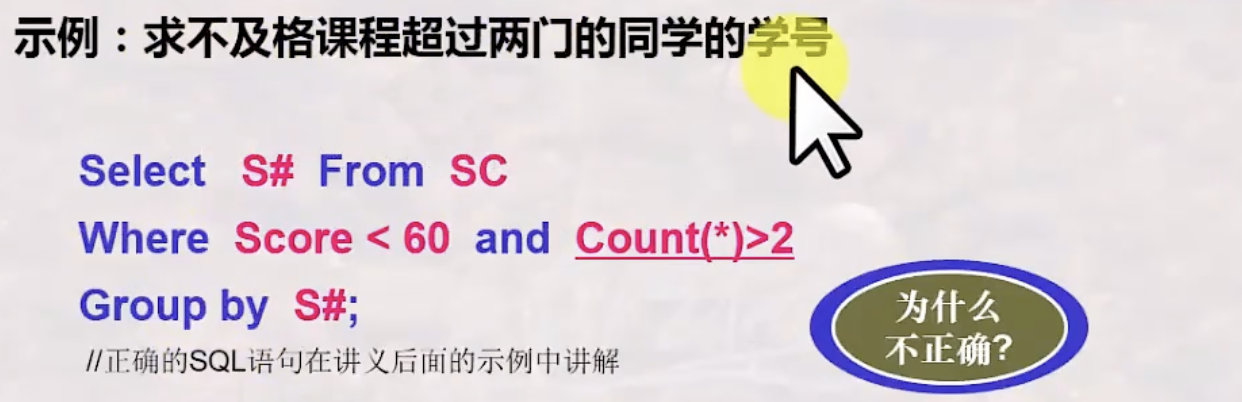 示例：求不及格课程超过两门的同学的学号
Select S# From SC
Where Score < 60 and Count(*)>2
Group by S#;
//正确的SQL语句在讲义后面的示例中讲解
为什么
不正确?